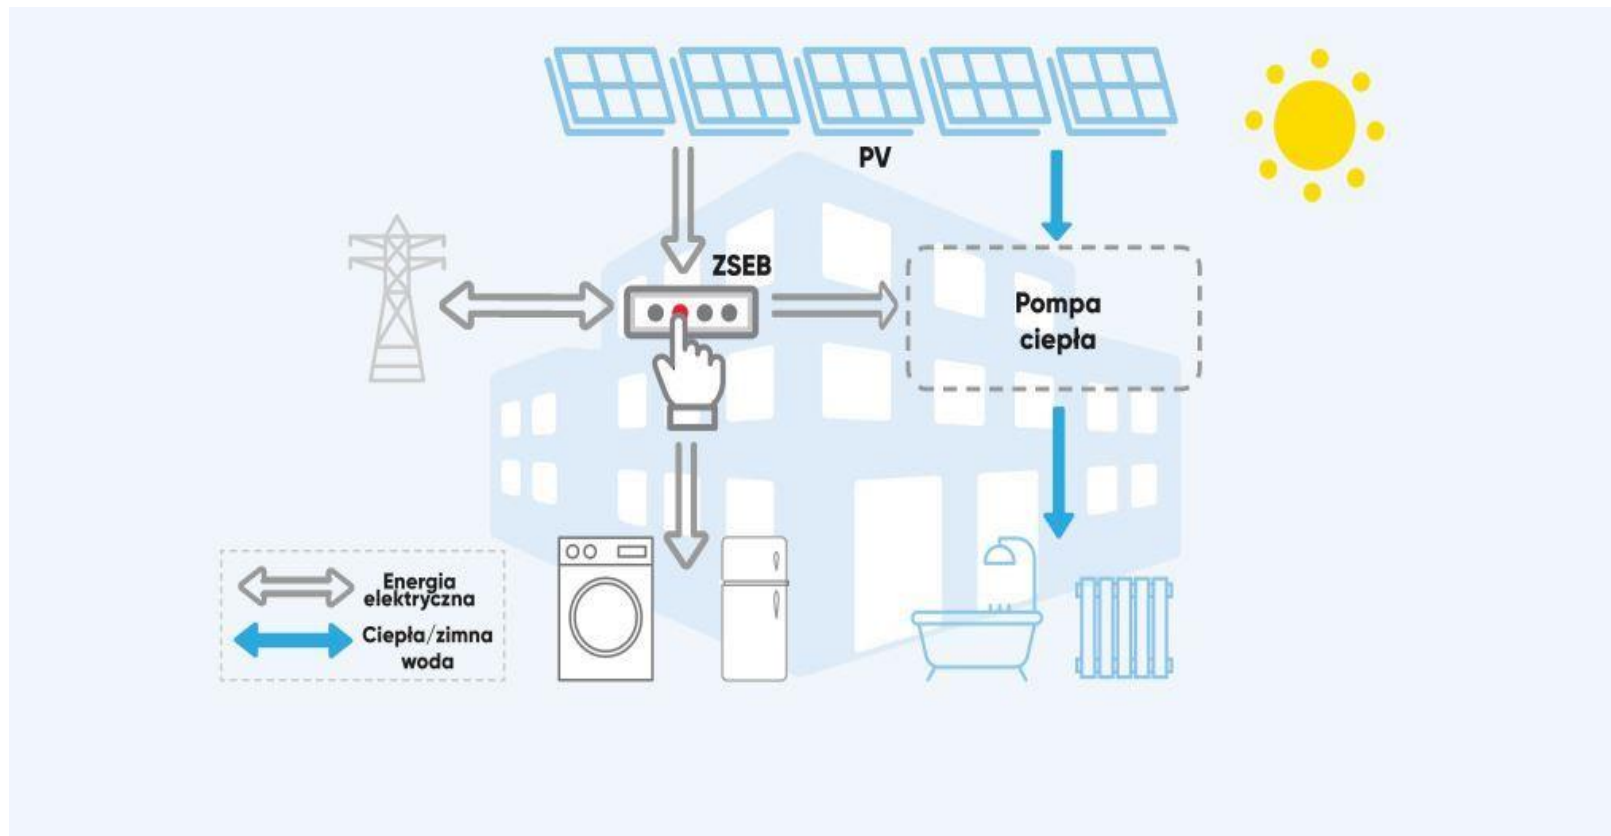 PV
ZSEB
Pompa
ciepła
Energia
elektryczna
Ciepła/zimna
woda